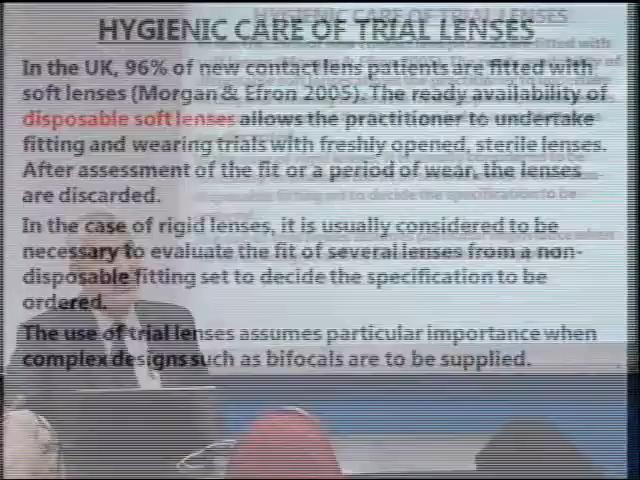 HYGIENIC CARE OF TRIAL LENSES
In the UK, 96% of new contact lens patients are fitted with
soft lenses (Morgan & Efron 2005). The ready availability of
disposable soft lenses allows the practitioner to undertake
fitting and wearing trials with freshly opened, sterile lenses.
After assessment of the fit or a period of wear, the lenses
are discarded.
In the case of rigid lenses, it is usually considered to be
necessary to evaluate the fit of several lenses from a non-
disposable fitting set to decide the specification to be
ordered.
The use of trial lenses assumes particular importance when
complex designs such as bifocals are to be supplied.